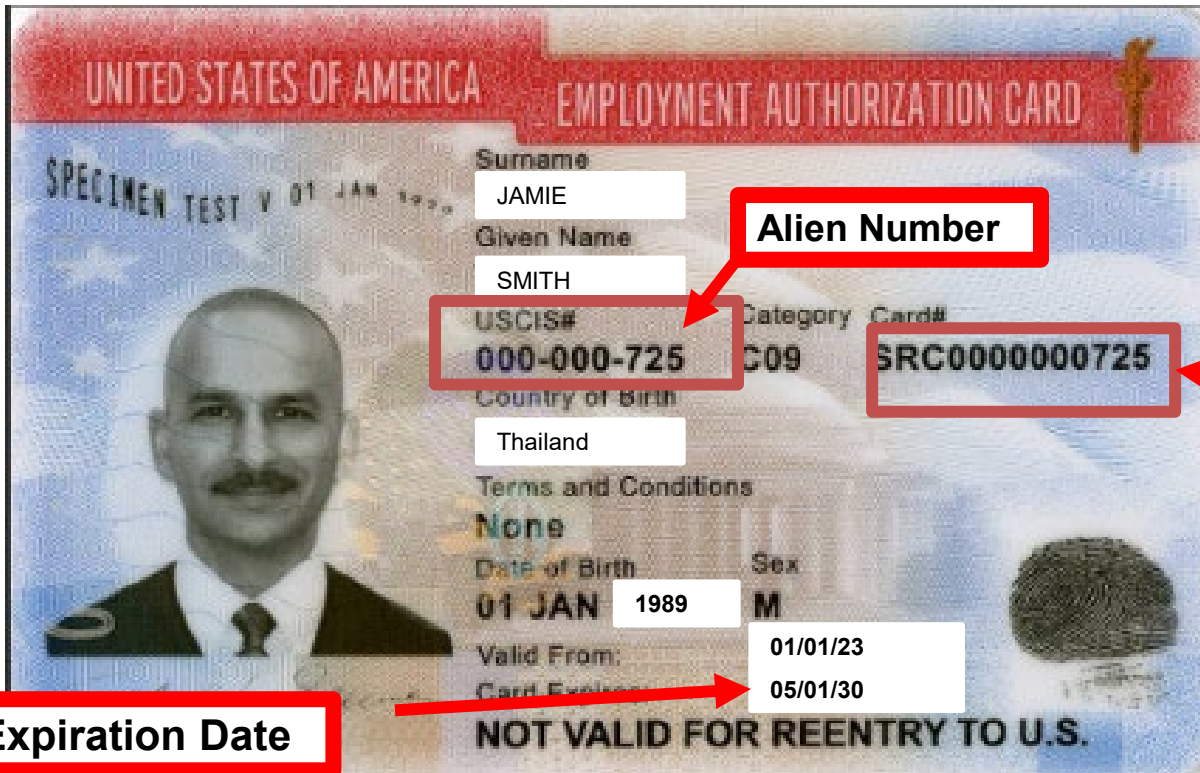 UNITED STATES OF AMERICA
EMPLOYMENT AUTHORIZATION CARD
SPECIMEN TEST V 01 JAN
Surname
JAMIE
Alien Number
Given Name
SMITH
USCIS# Category Card#
000-000-725 C09 SRC0000000725
Country of Birth
Thailand
Terms and Conditions
None
Date of Birth Sex
01 JAN 1989 M
Valid From: 01/01/23
Card Expires: 05/01/30
Expiration Date
NOT VALID FOR REENTRY TO U.S.